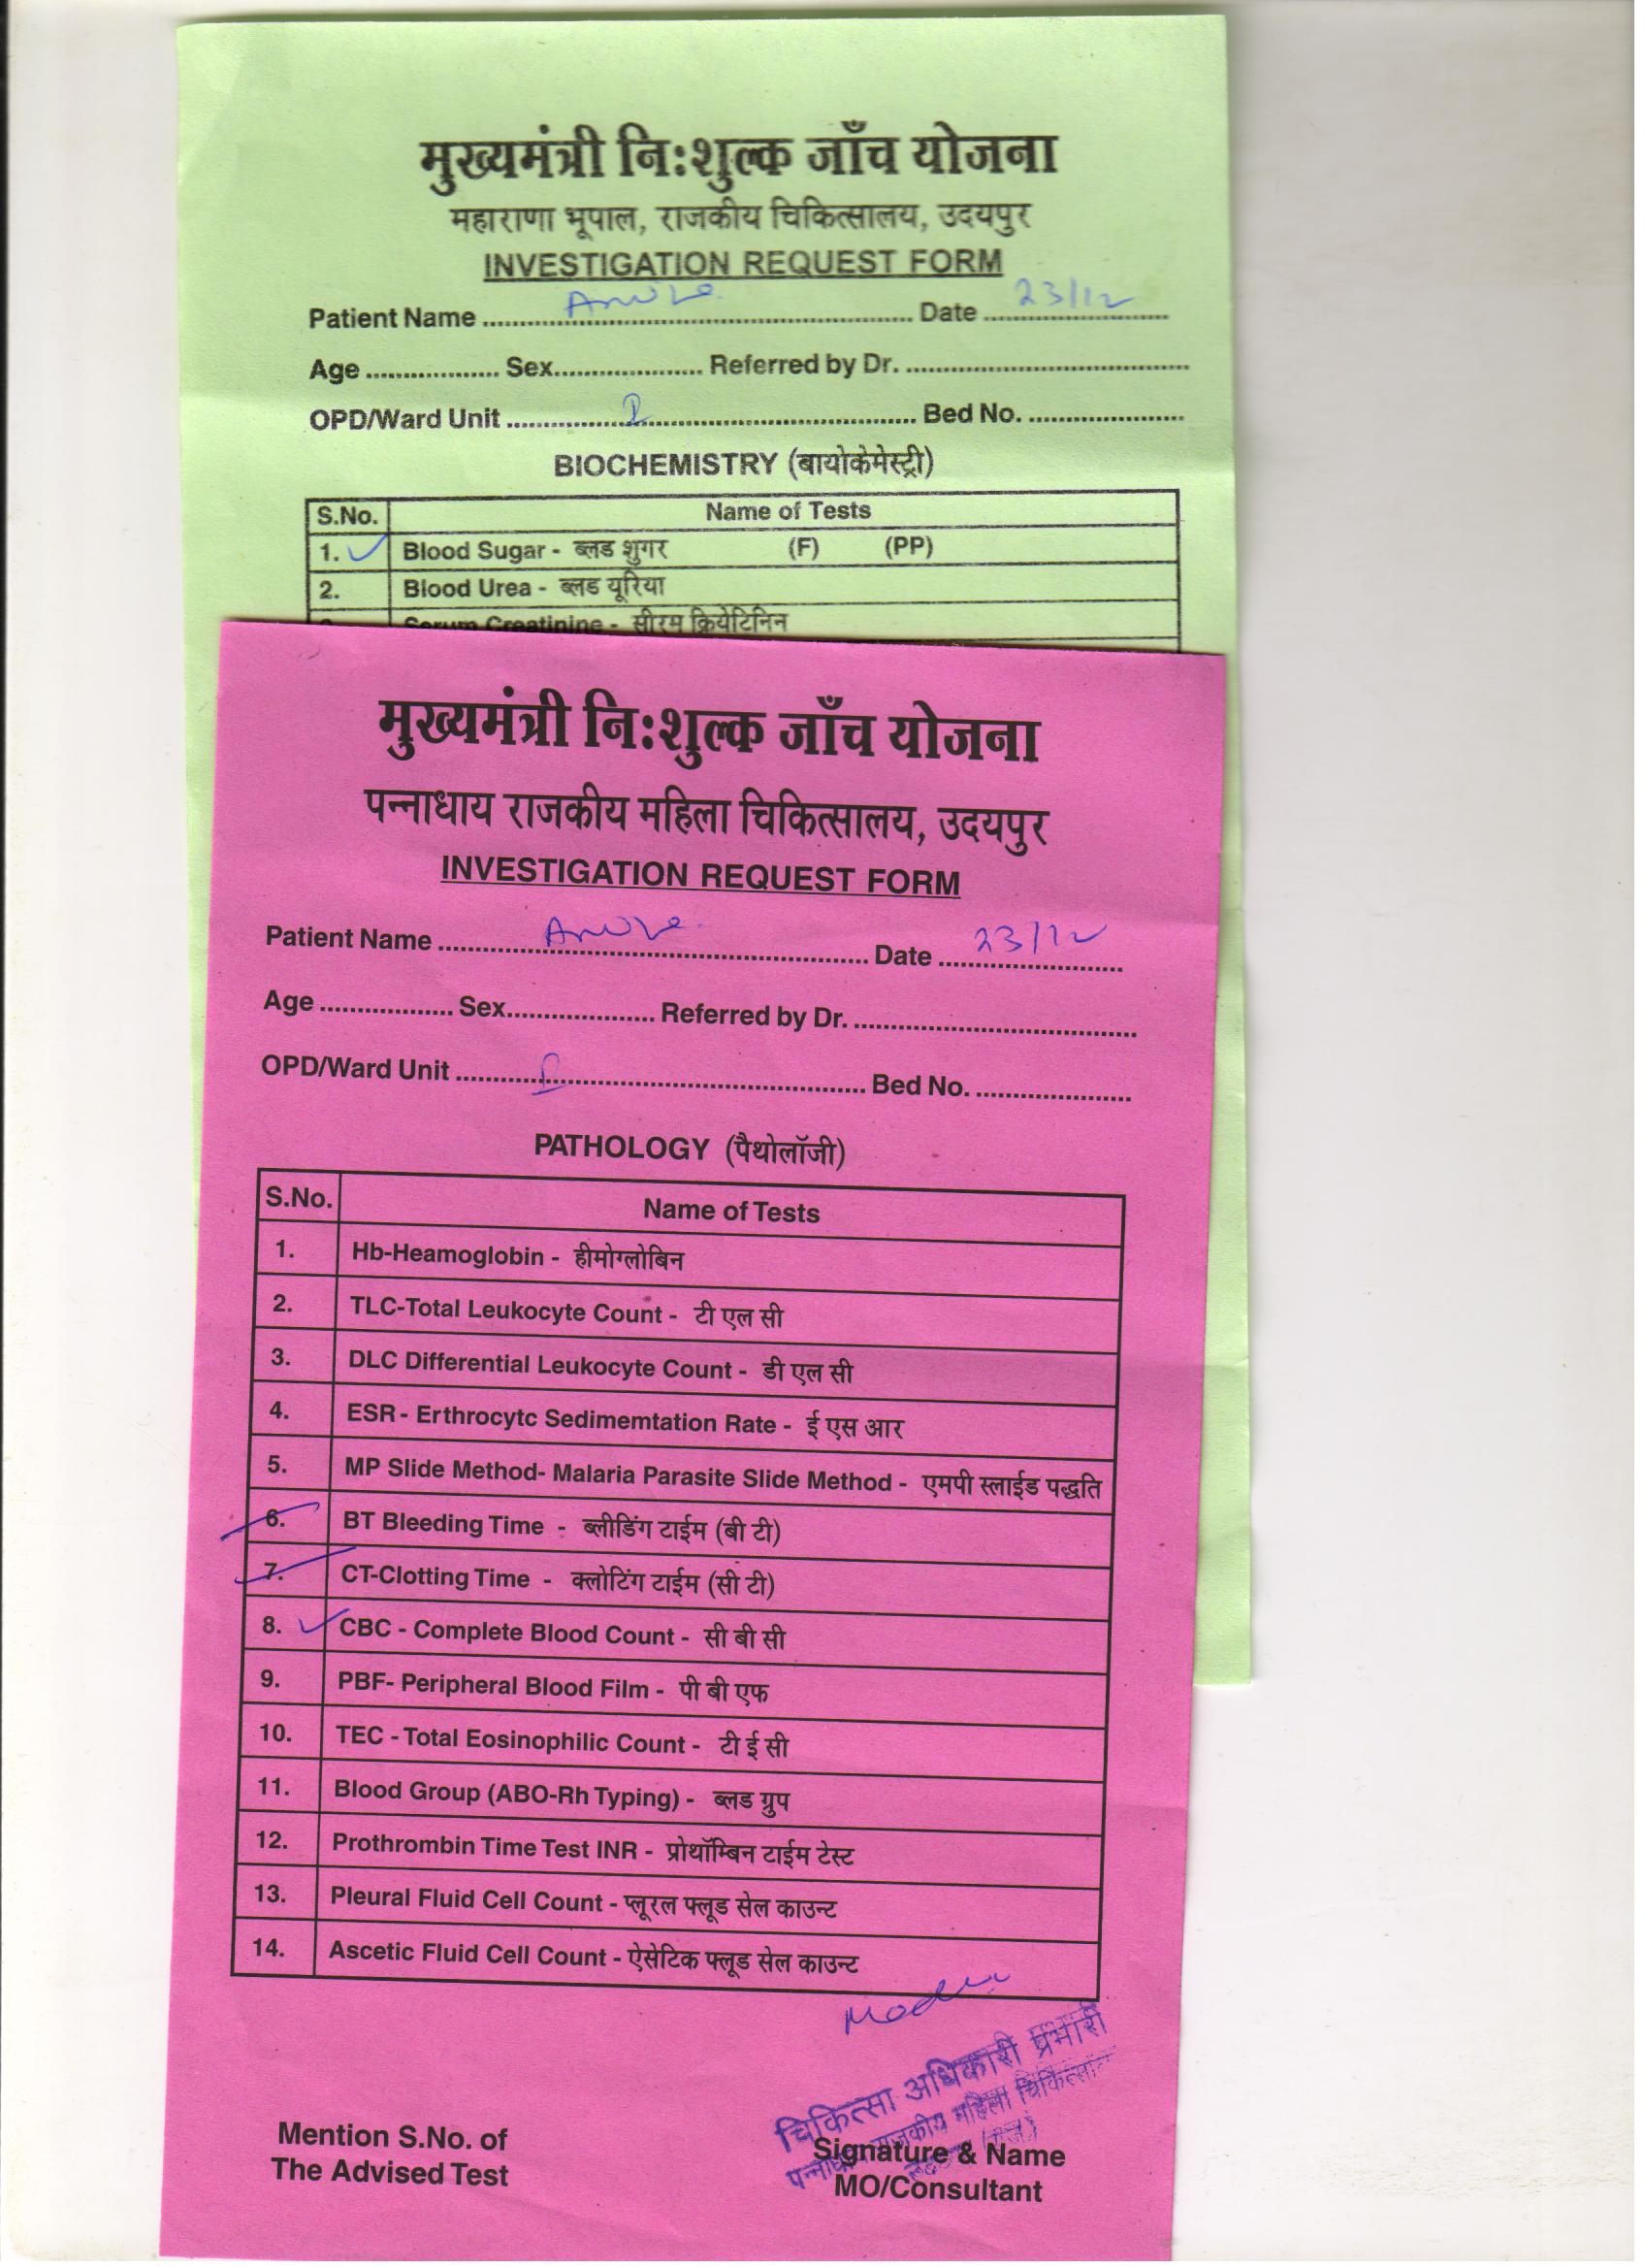 मुख्यमंत्री नि:शुल्क जाँच योजना
महाराणा भूपाल, राजकीय चिकित्सालय, उदयपुर
INVESTIGATION REQUEST FORM
Patient Name ........ Date ........ 23/12
Age ........ Sex........ Referred by Dr. ........
OPD/Ward Unit ........ I ........ Bed No. ........
BIOCHEMISTRY (बायोकेमेस्ट्री)
S.No. Name of Tests
1. ✓ Blood Sugar - ब्लड शुगर (F) (PP)
2. Blood Urea - ब्लड यूरिया
Serum Creatinine - सीरम क्रियेटिनिन
मुख्यमंत्री नि:शुल्क जाँच योजना
पन्नाधाय राजकीय महिला चिकित्सालय, उदयपुर
INVESTIGATION REQUEST FORM
Patient Name ........ Date ........ 23/12
Age ........ Sex........ Referred by Dr. ........
OPD/Ward Unit ........ I ........ Bed No. ........
PATHOLOGY (पैथोलॉजी)
S.No. Name of Tests
1. Hb-Heamoglobin - हीमोग्लोबिन
2. TLC-Total Leukocyte Count - टी एल सी
3. DLC Differential Leukocyte Count - डी एल सी
4. ESR - Erthrocytc Sedimemtation Rate - ई एस आर
5. MP Slide Method- Malaria Parasite Slide Method - एमपी स्लाईड पद्धति
6. BT Bleeding Time - ब्लीडिंग टाईम (बी टी)
7. CT-Clotting Time - क्लोटिंग टाईम (सी टी)
8. ✓ CBC - Complete Blood Count - सी बी सी
9. PBF- Peripheral Blood Film - पी बी एफ
10. TEC - Total Eosinophilic Count - टी ई सी
11. Blood Group (ABO-Rh Typing) - ब्लड ग्रुप
12. Prothrombin Time Test INR - प्रोथॉम्बिन टाईम टेस्ट
13. Pleural Fluid Cell Count - प्लूरल फ्लूड सेल काउन्ट
14. Ascetic Fluid Cell Count - ऐसेटिक फ्लूड सेल काउन्ट
चिकित्सा अधिकारी प्रभारी
राजकीय महिला
Mention S.No. of
The Advised Test
Signature & Name
MO/Consultant